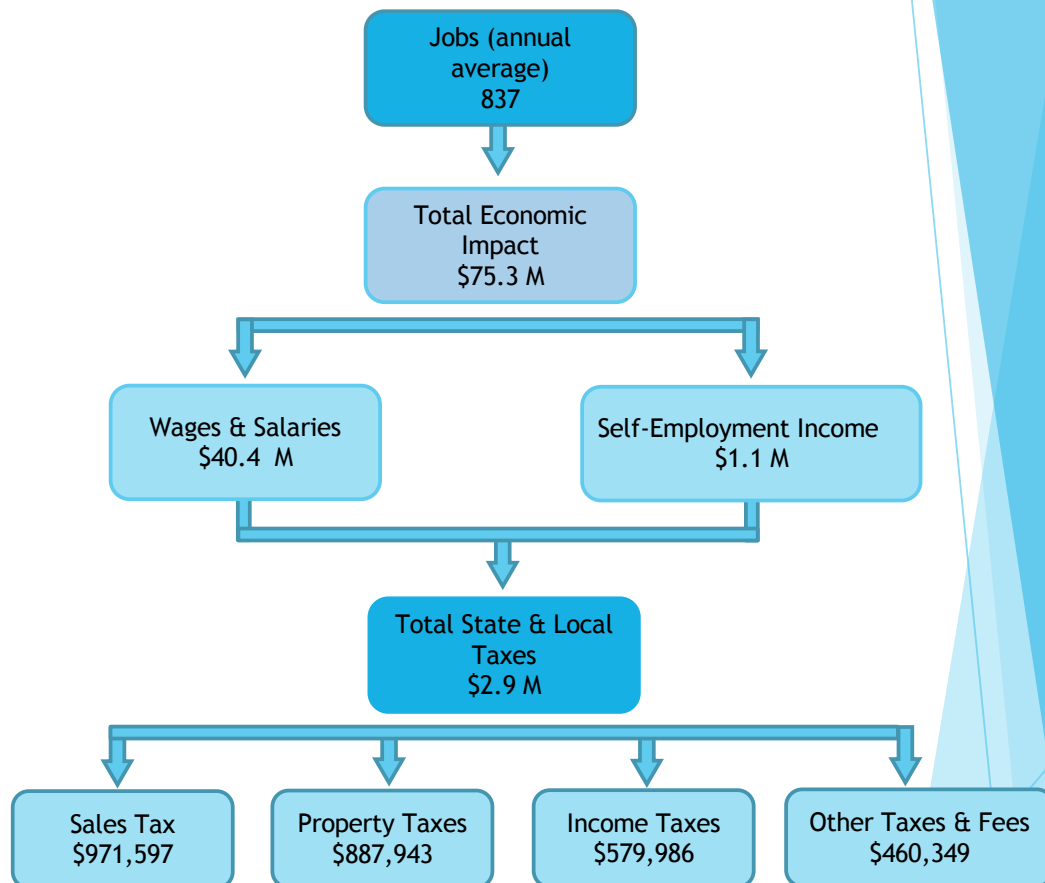 Jobs (annual
average)
837
Total Economic
Impact
$75.3 M
Wages & Salaries
$40.4  M
Self-Employment Income
$1.1 M
Total State & Local
Taxes
$2.9 M
Sales Tax
$971,597
Property Taxes
$887,943
Income Taxes
$579,986
Other Taxes & Fees
$460,349